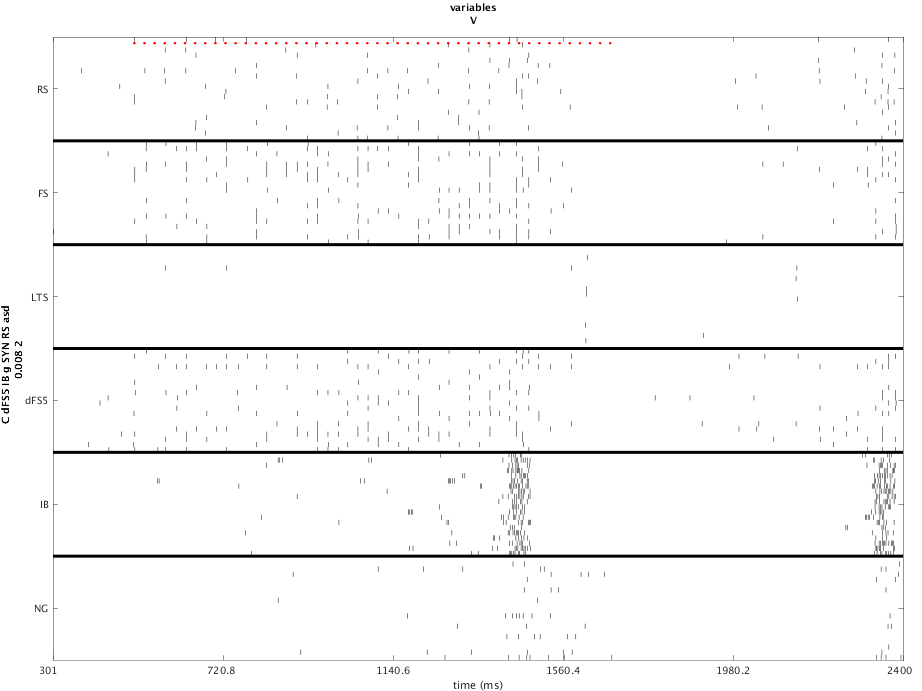 variables
V
C dFS5 IB g SYN RS asd
0.008 2
RS
FS
LTS
dFS5
IB
NG
301
720.8
1140.6
1560.4
1980.2
2400
time (ms)